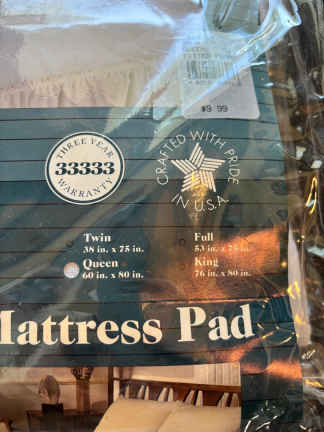 $9.99
THREE YEAR
33333
WARRANTY
CRAFTED WITH PRIDE
IN U.S.A.
Twin
38 in. x 75 in.
Full
53 in. x 75 in.
Queen
60 in. x 80 in.
King
76 in. x 80 in.
Mattress Pad